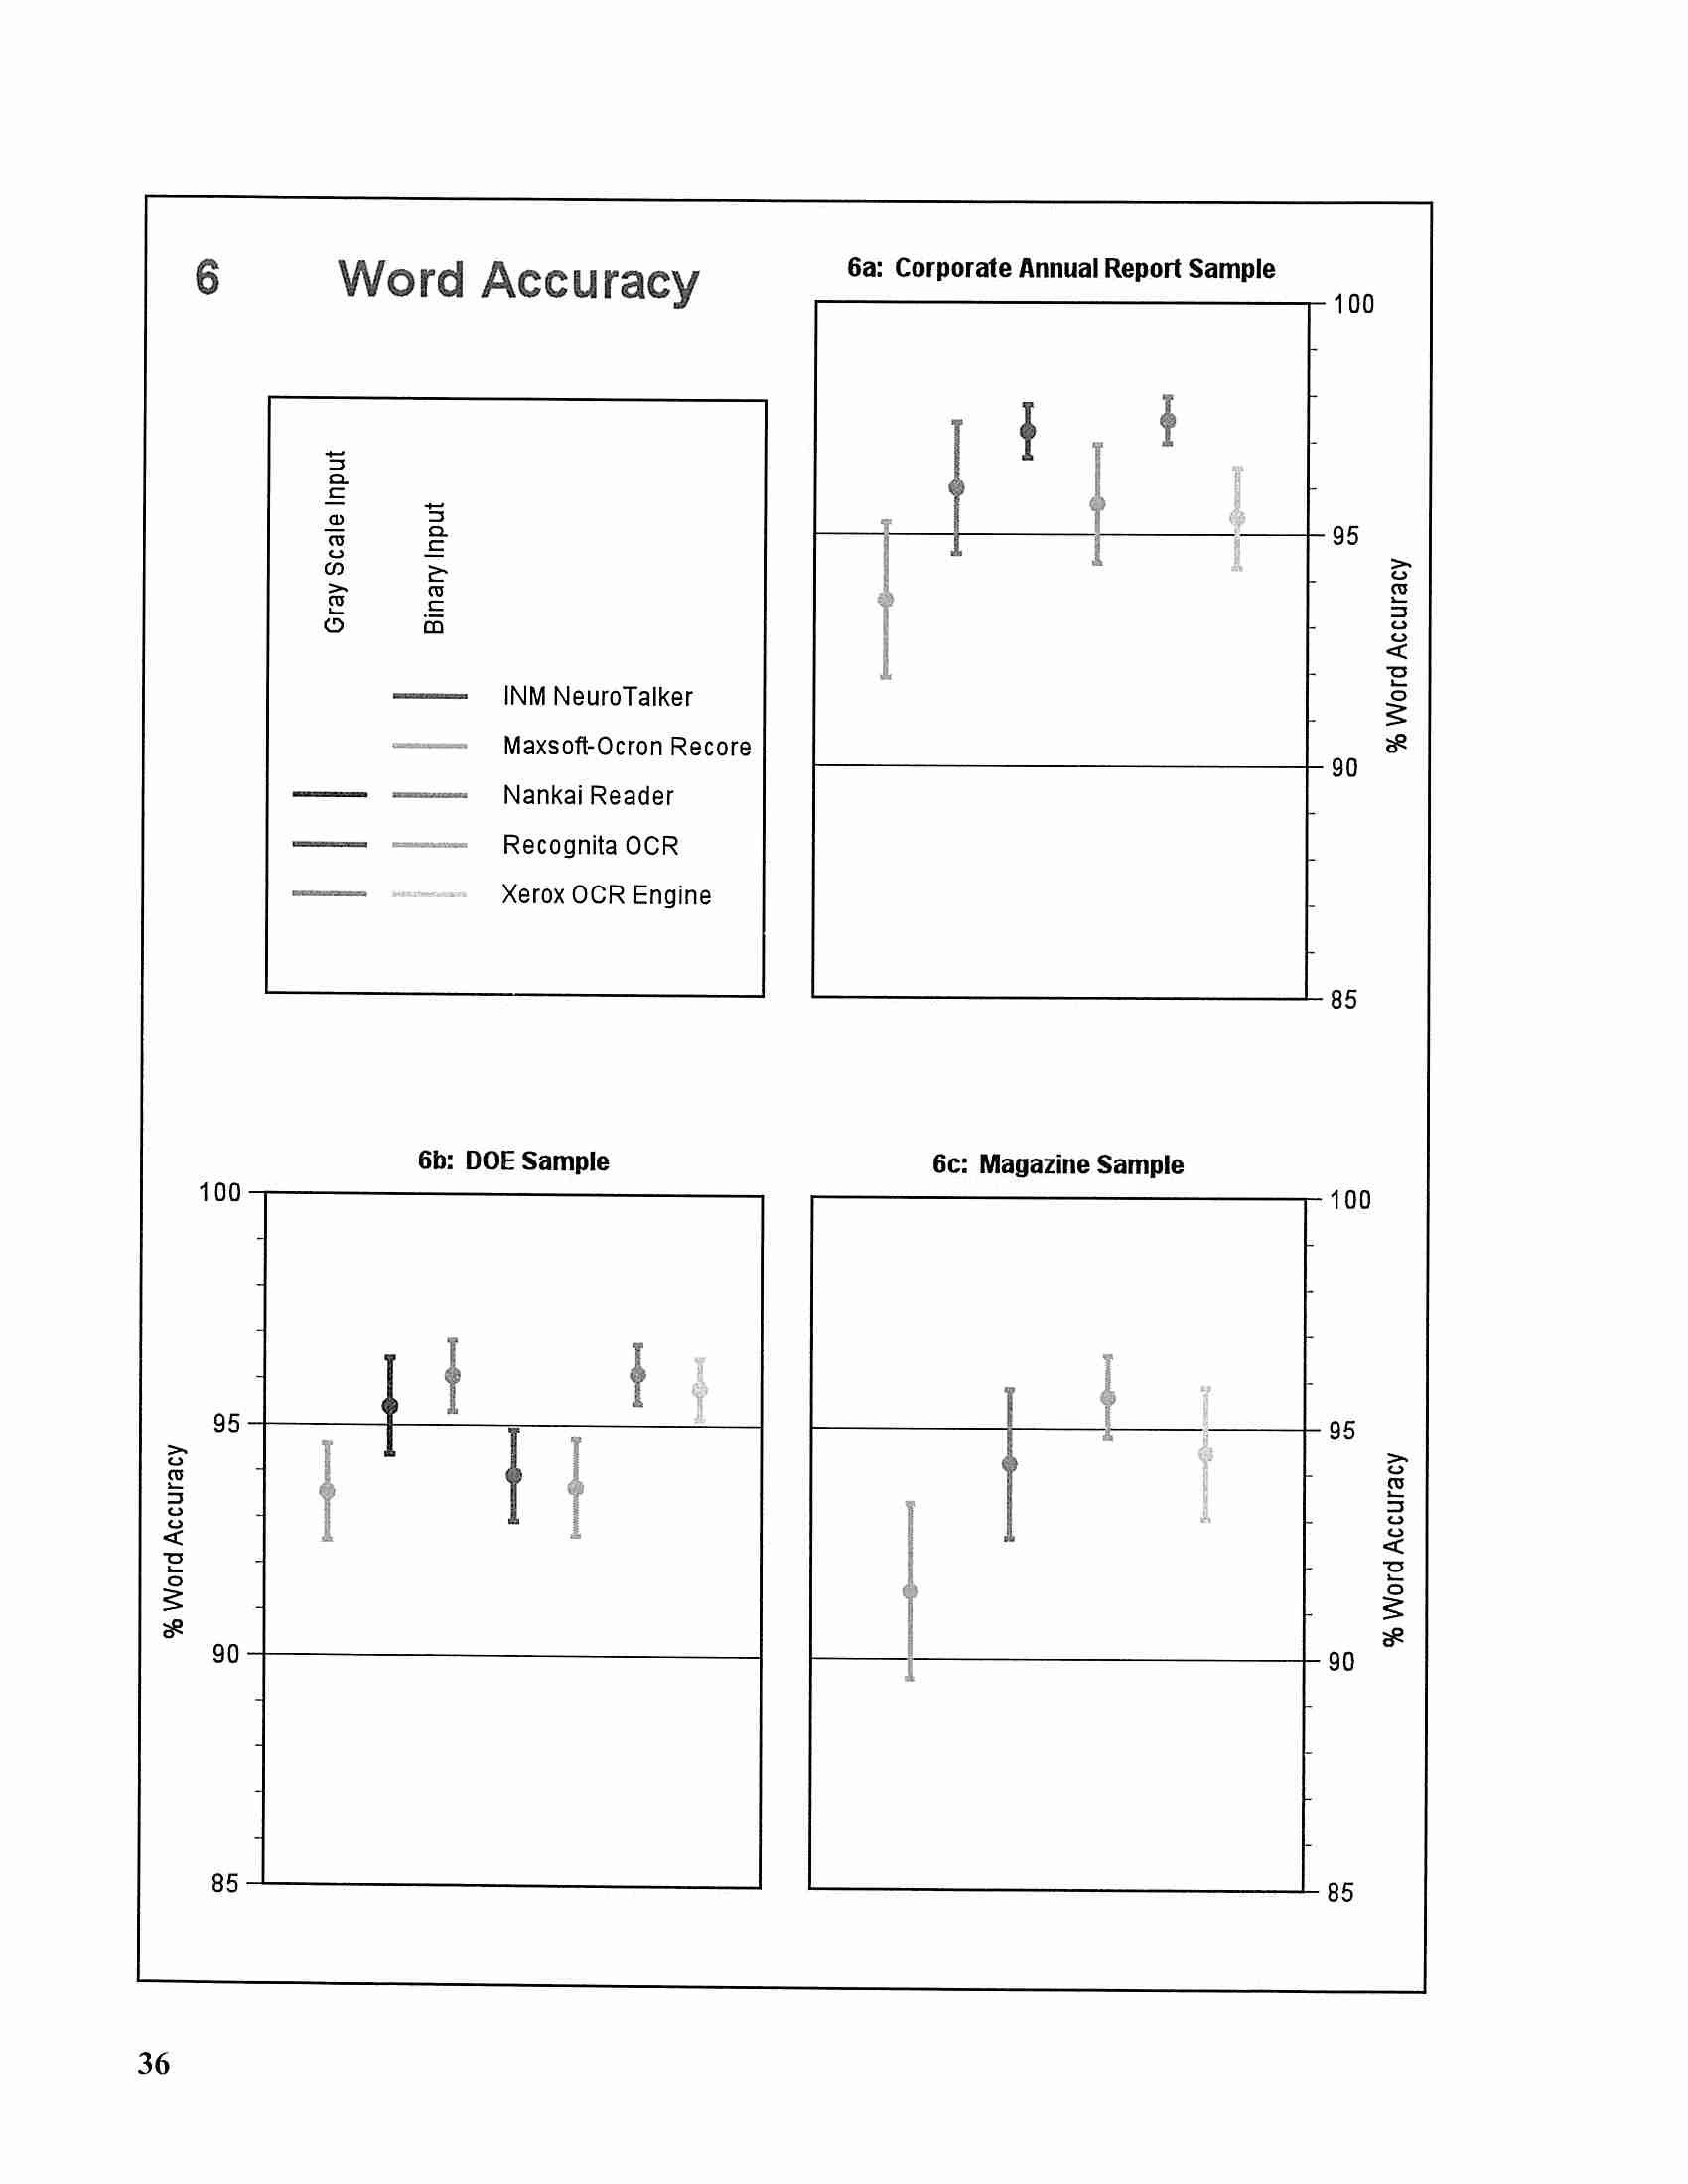 6 Word Accuracy
Gray Scale Input
Binary Input
INM NeuroTalker
Maxsoft-Ocron Recore
Nankai Reader
Recognita OCR
Xerox OCR Engine
6a: Corporate Annual Report Sample
100
95
90
85
% Word Accuracy
6b: DOE Sample
100
95
90
85
% Word Accuracy
6c: Magazine Sample
100
95
90
85
% Word Accuracy
36